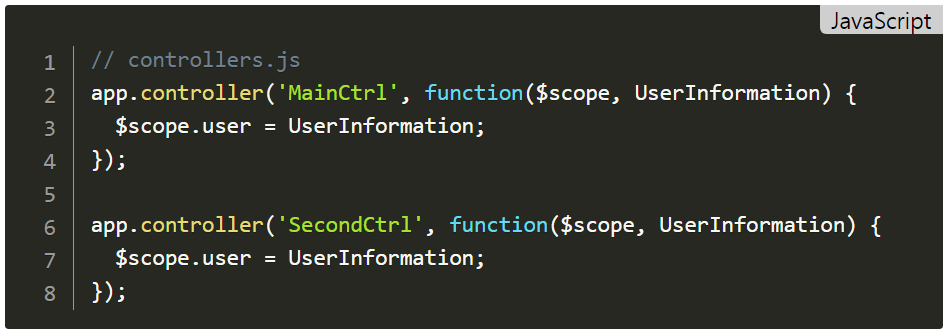 JavaScript
1 // controllers.js
2 app.controller('MainCtrl', function($scope, UserInformation) {
3   $scope.user = UserInformation;
4 });
5
6 app.controller('SecondCtrl', function($scope, UserInformation) {
7   $scope.user = UserInformation;
8 });